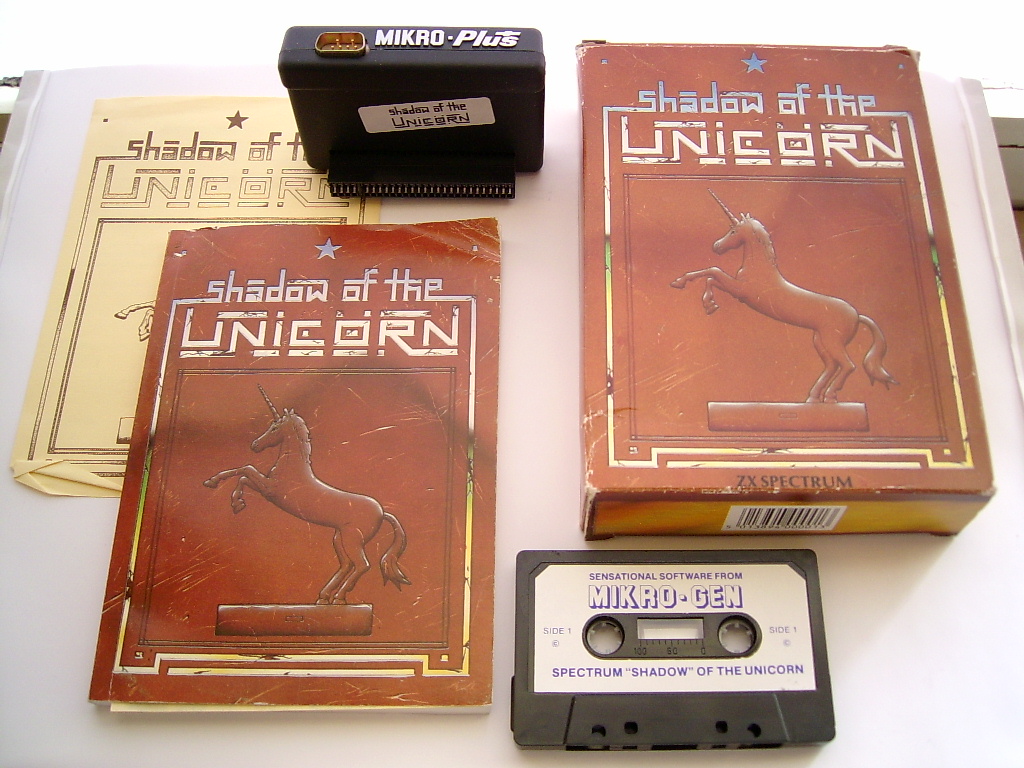 MIKRO·Plus
shadow of the
UNICORN
shadow of th
UNICORN
shadow of the
UNICORN
shadow of the
UNICORN
ZX SPECTRUM
SENSATIONAL SOFTWARE FROM
MIKRO·GEN
SIDE 1
©
SIDE 1
©
100 50 0
SPECTRUM "SHADOW" OF THE UNICORN